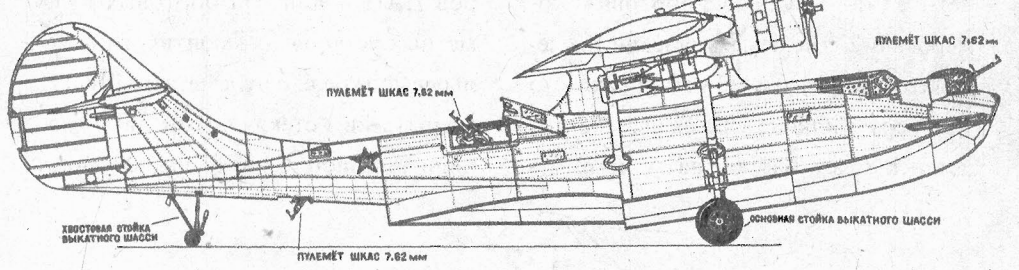 ПУЛЕМЁТ ШКАС 7,62 мм
ПУЛЕМЁТ ШКАС 7,62 мм
ХВОСТОВАЯ СТОЙКА
ВЫКАТНОГО ШАССИ
ОСНОВНАЯ СТОЙКА ВЫКАТНОГО ШАССИ
ПУЛЕМЁТ ШКАС 7,62 мм